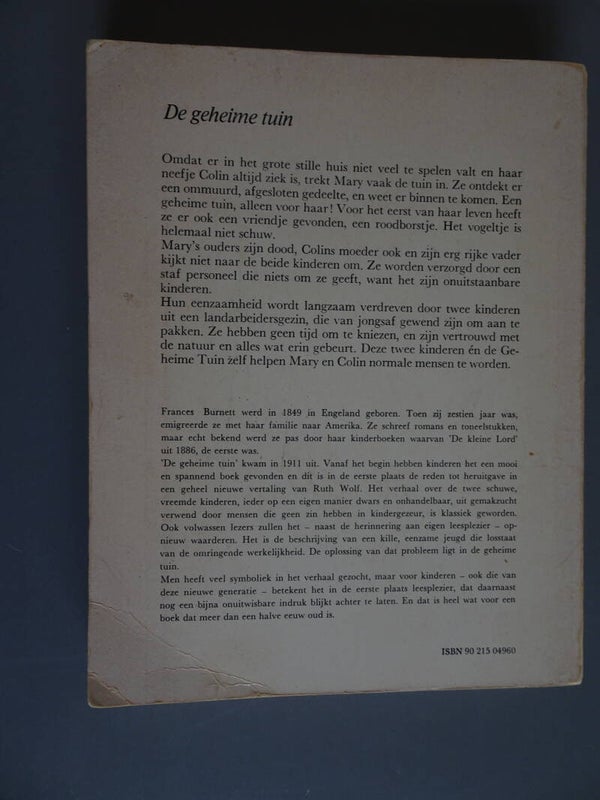 De geheime tuin
Omdat er in het grote stille huis niet veel te spelen valt en haar
neefje Colin altijd ziek is, trekt Mary vaak de tuin in. Ze ontdekt er
een ommuurd, afgesloten gedeelte, en weet er binnen te komen. Een
geheime tuin, alleen voor haar! Voor het eerst van haar leven heeft
ze er ook een vriendje gevonden, een roodborstje. Het vogeltje is
helemaal niet schuw.
Mary's ouders zijn dood, Colins moeder ook en zijn erg rijke vader
kijkt niet naar de beide kinderen om. Ze worden verzorgd door een
staf personeel die niets om ze geeft, want het zijn onuitstaanbare
kinderen.
Hun eenzaamheid wordt langzaam verdreven door twee kinderen
uit een landarbeidersgezin, die van jongsaf gewend zijn om aan te
pakken. Ze hebben geen tijd om te kniezen, en zijn vertrouwd met
de natuur en alles wat erin gebeurt. Deze twee kinderen én de Ge-
heime Tuin zélf helpen Mary en Colin normale mensen te worden.
Frances Burnett werd in 1849 in Engeland geboren. Toen zij zestien jaar was,
emigreerde ze met haar familie naar Amerika. Ze schreef romans en toneelstukken,
maar echt bekend werd ze pas door haar kinderboeken waarvan 'De kleine Lord'
uit 1886, de eerste was.
'De geheime tuin' kwam in 1911 uit. Vanaf het begin hebben kinderen het een mooi
en spannend boek gevonden en dit is in de eerste plaats de reden tot heruitgave in
een geheel nieuwe vertaling van Ruth Wolf. Het verhaal over de twee schuwe,
vreemde kinderen, ieder op een eigen manier dwars en onhandelbaar, uit gemakzucht
verwend door mensen die geen zin hebben in kindergezeur, is klassiek geworden.
Ook volwassen lezers zullen het – naast de herinnering aan eigen leesplezier – op-
nieuw waarderen. Het is de beschrijving van een kille, eenzame jeugd die losstaat
van de omringende werkelijkheid. De oplossing van dat probleem ligt in de geheime
tuin.
Men heeft veel symboliek in het verhaal gezocht, maar voor kinderen – ook die van
deze nieuwe generatie – betekent het in de eerste plaats leesplezier, dat daarnaast
nog een bijna onuitwisbare indruk blijkt achter te laten. En dat is heel wat voor een
boek dat meer dan een halve eeuw oud is.
ISBN 90 215 04960